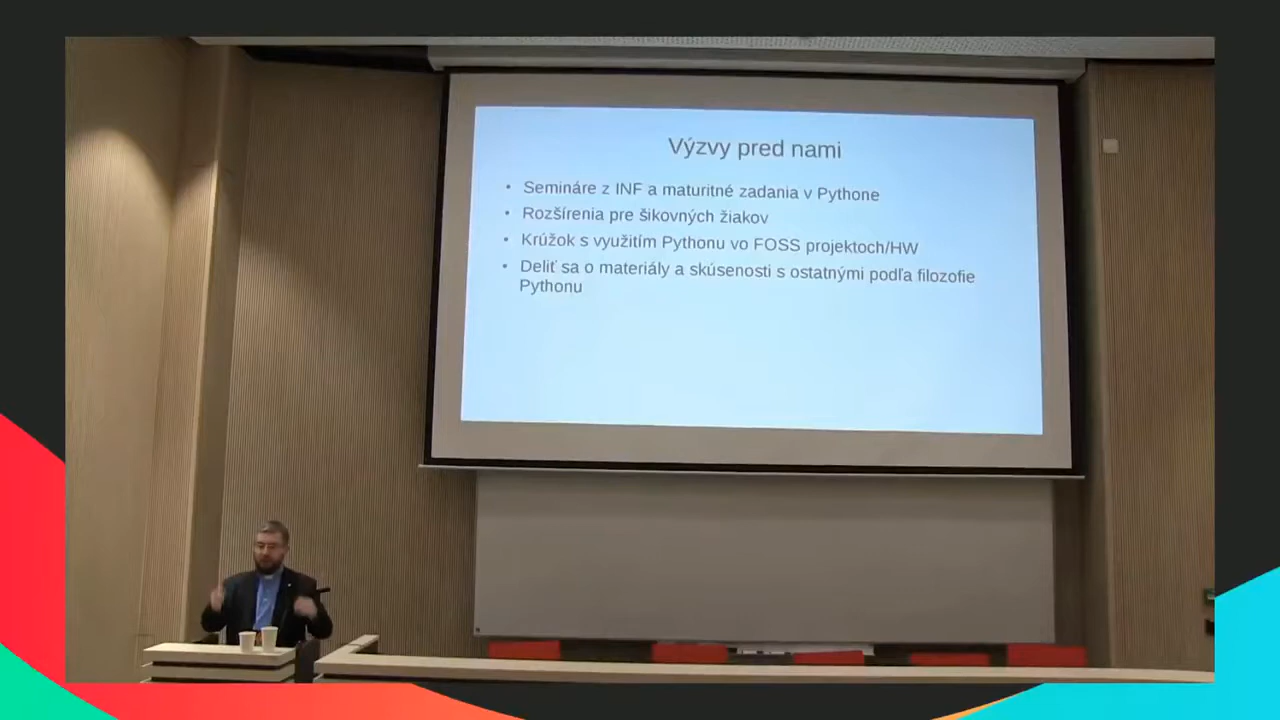 Výzvy pred nami
• Semináre z INF a maturitné zadania v Pythone
• Rozšírenia pre šikovných žiakov
• Krúžok s využitím Pythonu vo FOSS projektoch/HW
• Deliť sa o materiály a skúsenosti s ostatnými podľa filozofie
Pythonu